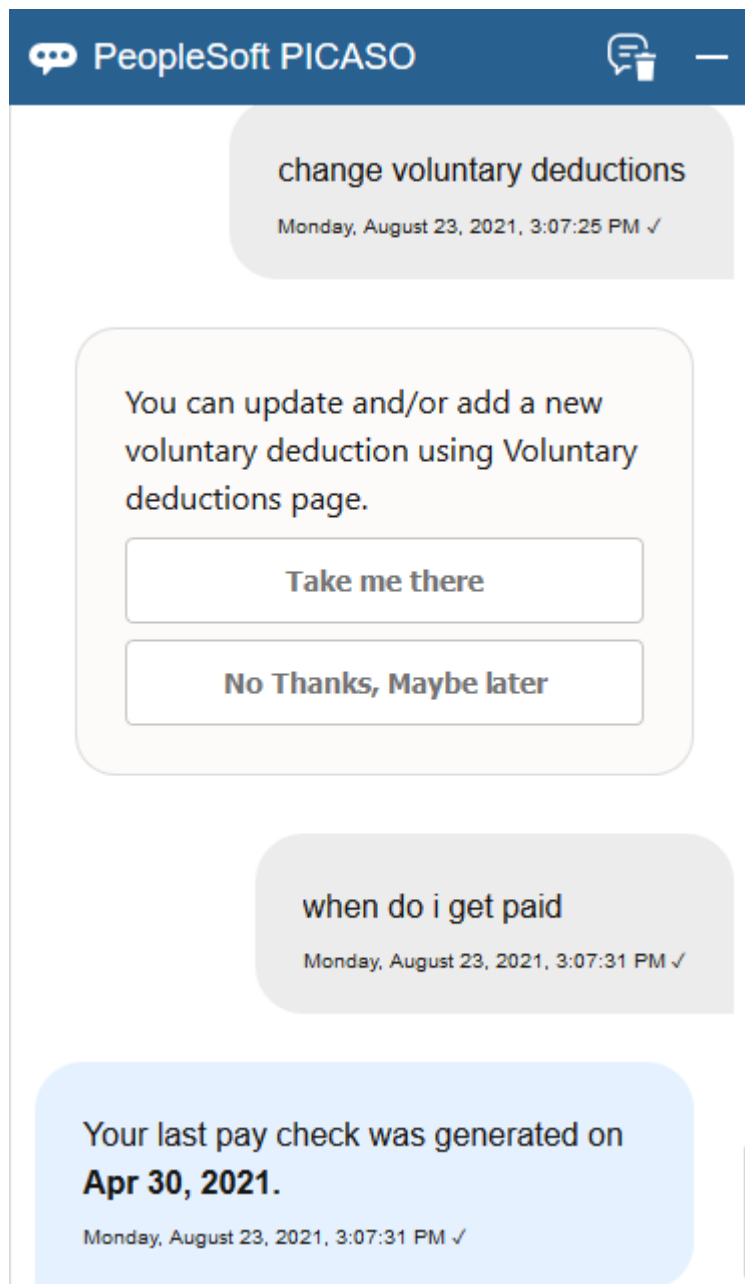 PeopleSoft PICASO
change voluntary deductions
Monday, August 23, 2021, 3:07:25 PM ✓
You can update and/or add a new
voluntary deduction using Voluntary
deductions page.
Take me there
No Thanks, Maybe later
when do i get paid
Monday, August 23, 2021, 3:07:31 PM ✓
Your last pay check was generated on
Apr 30, 2021.
Monday, August 23, 2021, 3:07:31 PM ✓